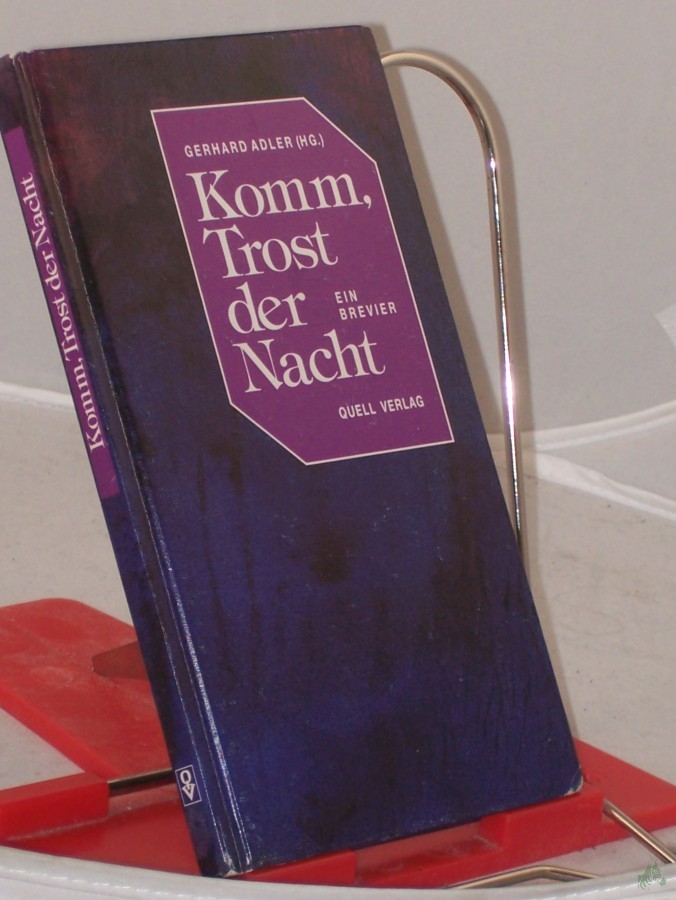 GERHARD ADLER (HG.)
Komm,
Trost
der
Nacht
EIN
BREVIER
QUELL VERLAG
Komm, Trost der Nacht
QV